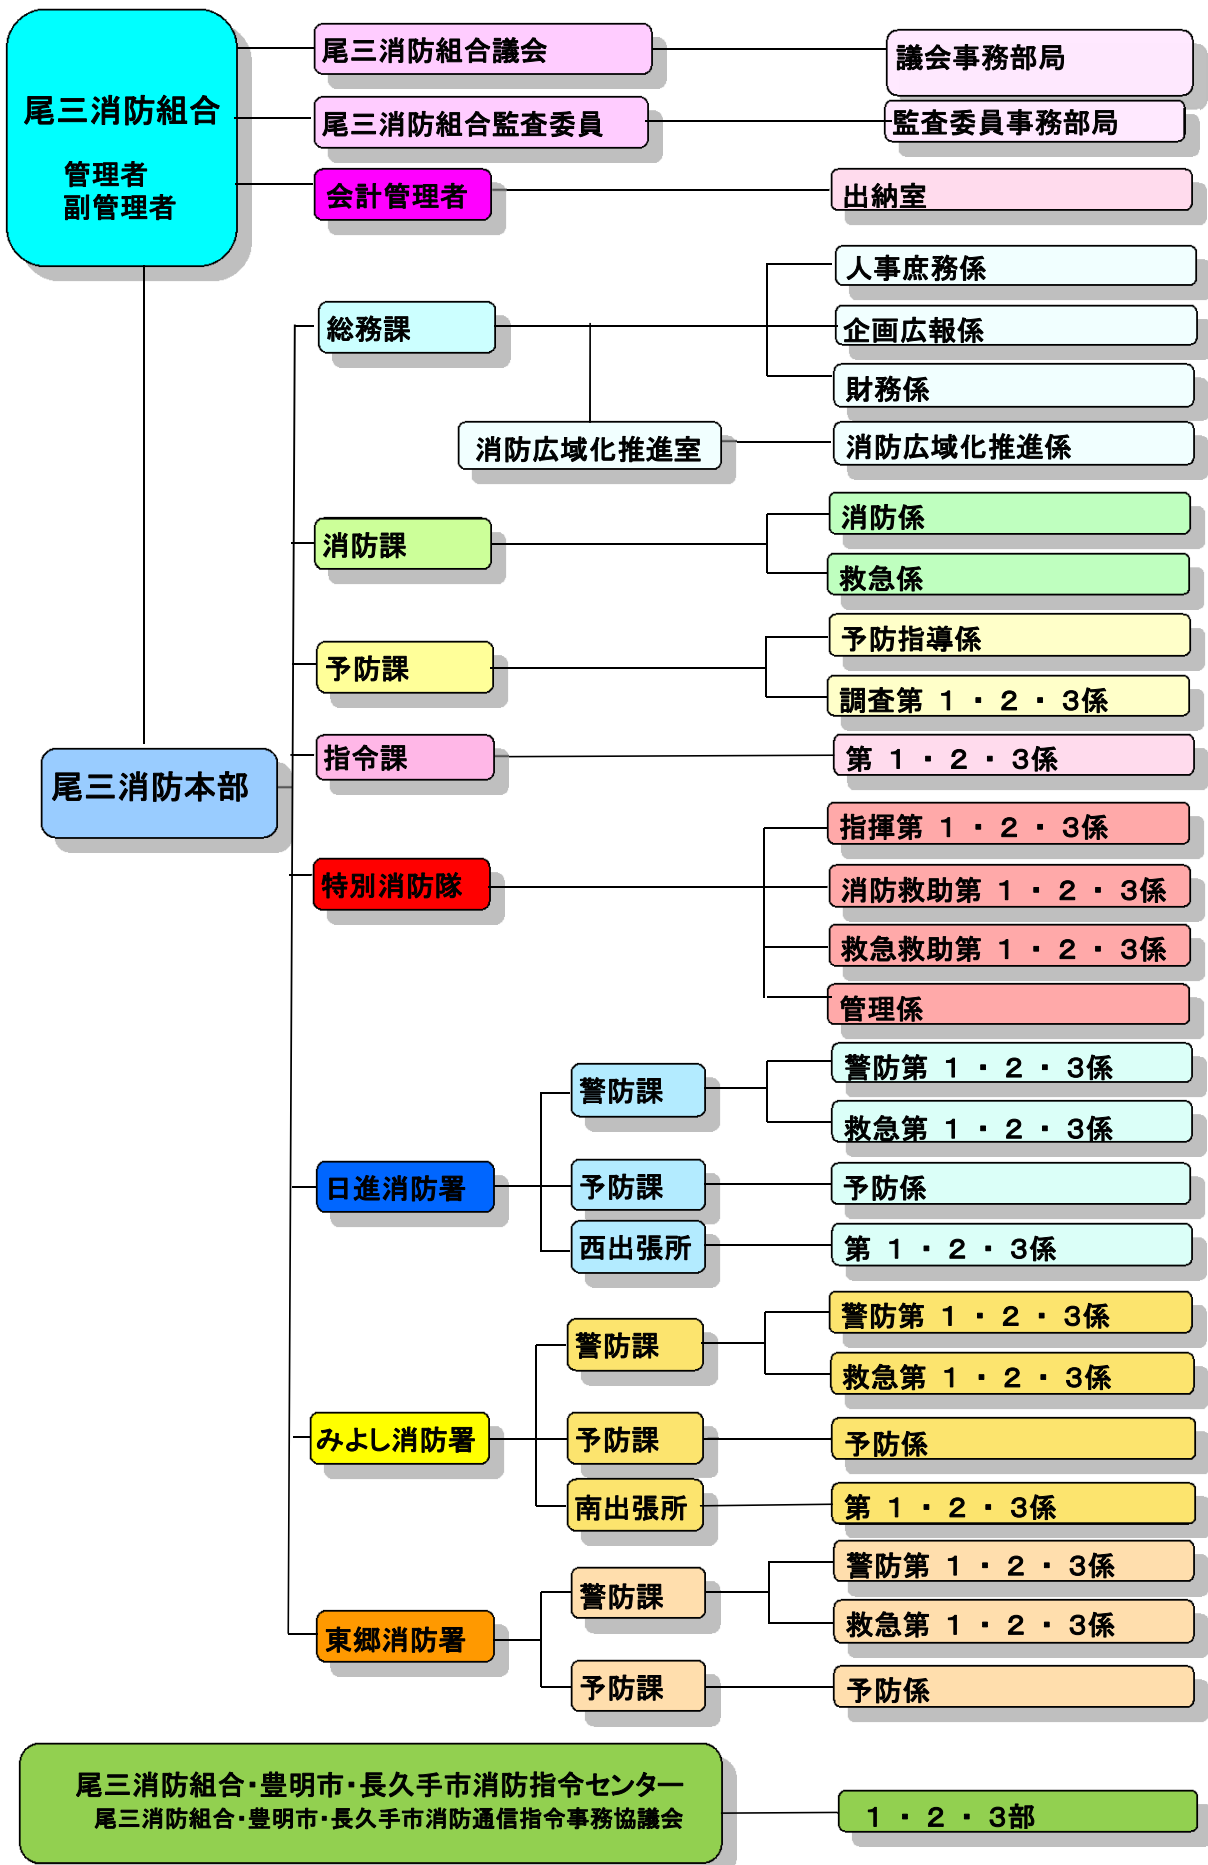 尾三消防組合
管理者
副管理者
尾三消防組合議会
議会事務部局
尾三消防組合監査委員
監査委員事務部局
会計管理者
出納室
尾三消防本部
総務課
人事庶務係
企画広報係
財務係
消防広域化推進室
消防広域化推進係
消防課
消防係
救急係
予防課
予防指導係
調査第 １ ・ ２ ・ ３係
指令課
第 １ ・ ２ ・ ３係
特別消防隊
指揮第 １ ・ ２ ・ ３係
消防救助第 １ ・ ２ ・ ３係
救急救助第 １ ・ ２ ・ ３係
管理係
日進消防署
警防課
警防第 １ ・ ２ ・ ３係
救急第 １ ・ ２ ・ ３係
予防課
予防係
西出張所
第 １ ・ ２ ・ ３係
みよし消防署
警防課
警防第 １ ・ ２ ・ ３係
救急第 １ ・ ２ ・ ３係
予防課
予防係
南出張所
第 １ ・ ２ ・ ３係
東郷消防署
警防課
警防第 １ ・ ２ ・ ３係
救急第 １ ・ ２ ・ ３係
予防課
予防係
尾三消防組合・豊明市・長久手市消防指令センター
尾三消防組合・豊明市・長久手市消防通信指令事務協議会
１ ・ ２ ・ ３部